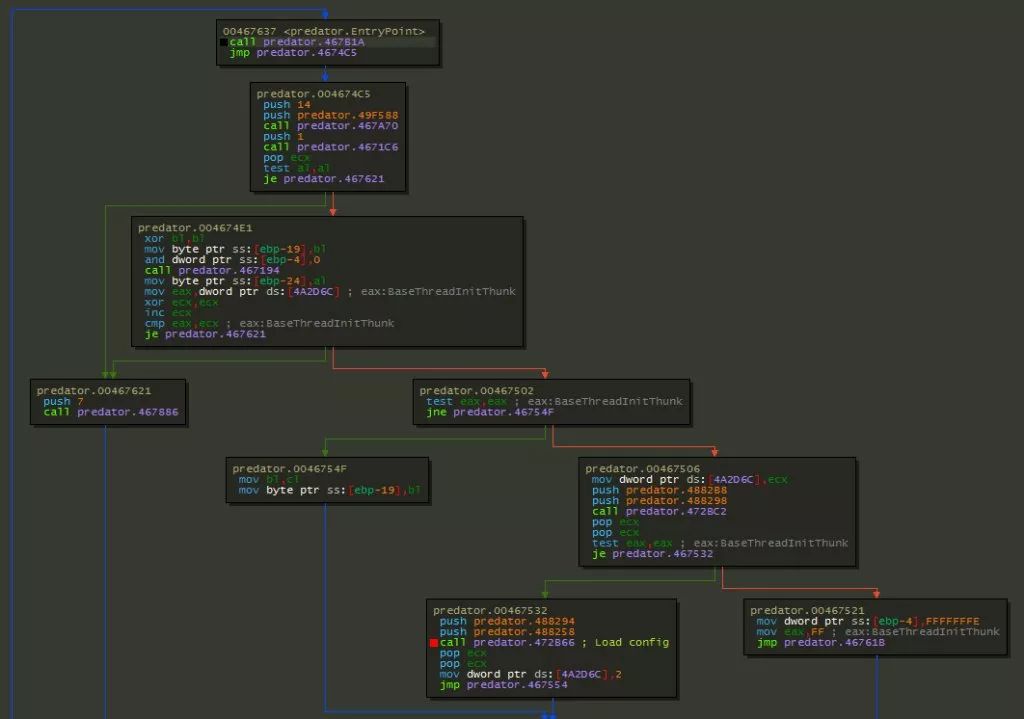 00467637 <predator.EntryPoint>
call predator.467B1A
jmp predator.4674C5
predator.004674C5
push 14
push predator.49F588
call predator.467A70
push 1
call predator.4671C6
pop ecx
test al,al
je predator.467621
predator.004674E1
xor bl,bl
mov byte ptr ss:[ebp-19],bl
and dword ptr ss:[ebp-4],0
call predator.467194
mov byte ptr ss:[ebp-24],al
mov eax,dword ptr ds:[4A2D6C] ; eax:BaseThreadInitThunk
xor ecx,ecx
inc ecx
cmp eax,ecx ; eax:BaseThreadInitThunk
je predator.467621
predator.00467621
push 7
call predator.467886
predator.00467502
test eax,eax ; eax:BaseThreadInitThunk
jne predator.46754F
predator.0046754F
mov bl,cl
mov byte ptr ss:[ebp-19],bl
predator.00467506
mov dword ptr ds:[4A2D6C],ecx
push predator.4882B8
push predator.488298
call predator.472BC2
pop ecx
pop ecx
test eax,eax ; eax:BaseThreadInitThunk
je predator.467532
predator.00467532
push predator.488294
push predator.488258
call predator.472B66 ; Load config
pop ecx
pop ecx
mov dword ptr ds:[4A2D6C],2
jmp predator.467554
predator.00467521
mov dword ptr ss:[ebp-4],FFFFFFFE
mov eax,FF ; eax:BaseThreadInitThunk
jmp predator.46761B